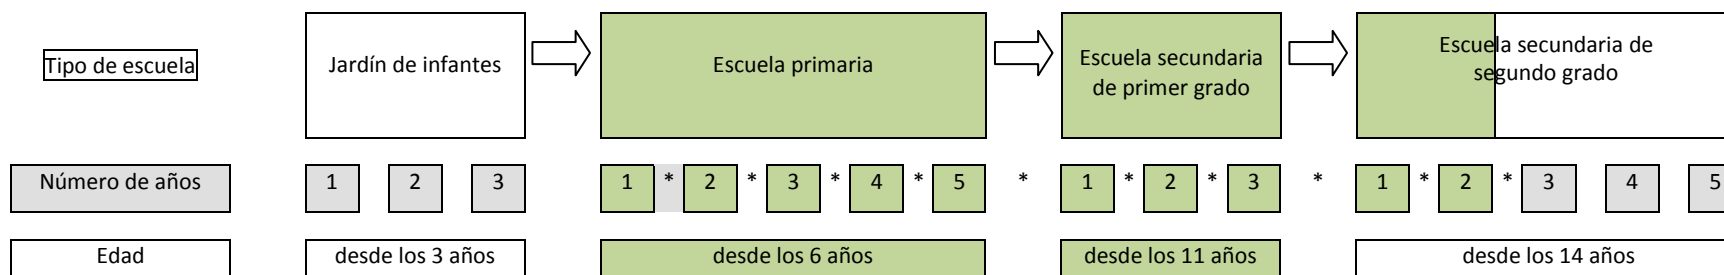 Tipo de escuela
Jardín de infantes
Escuela primaria
Escuela secundaria
de primer grado
Escuela secundaria de
segundo grado
Número de años
1 2 3
1 * 2 * 3 * 4 * 5 *
1 * 2 * 3 *
1 * 2 * 3 4 5
Edad
desde los 3 años
desde los 6 años
desde los 11 años
desde los 14 años